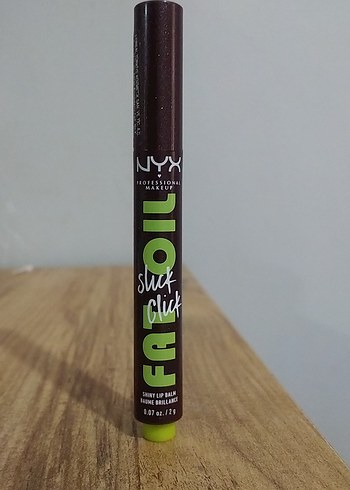 NYX
PROFESSIONAL
MAKEUP
FAT OIL
slick
click
SHINY LIP BALM
BAUME BRILLANCE
0.07 oz. / 2 g